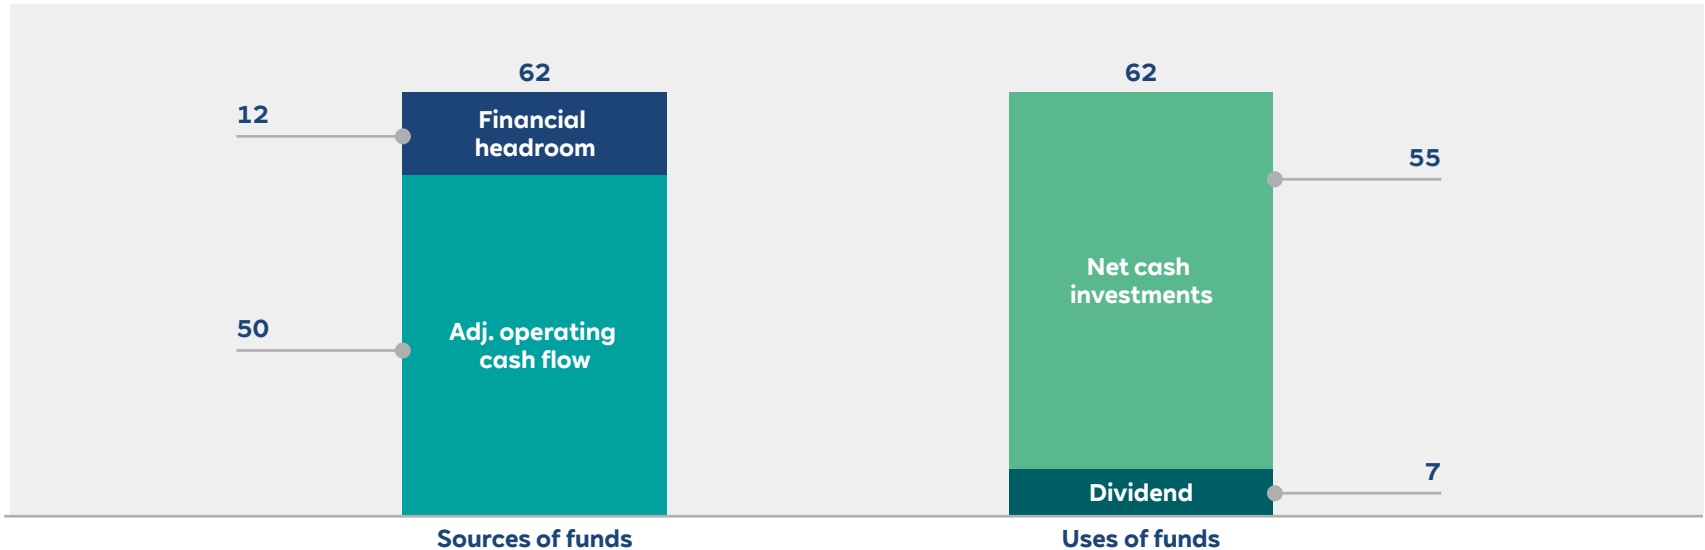 62
12
Financial
headroom
50
Adj. operating
cash flow
Sources of funds
62
55
Net cash
investments
7
Dividend
Uses of funds